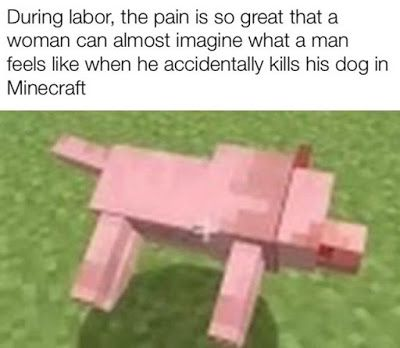 During labor, the pain is so great that a
woman can almost imagine what a man
feels like when he accidentally kills his dog in
Minecraft